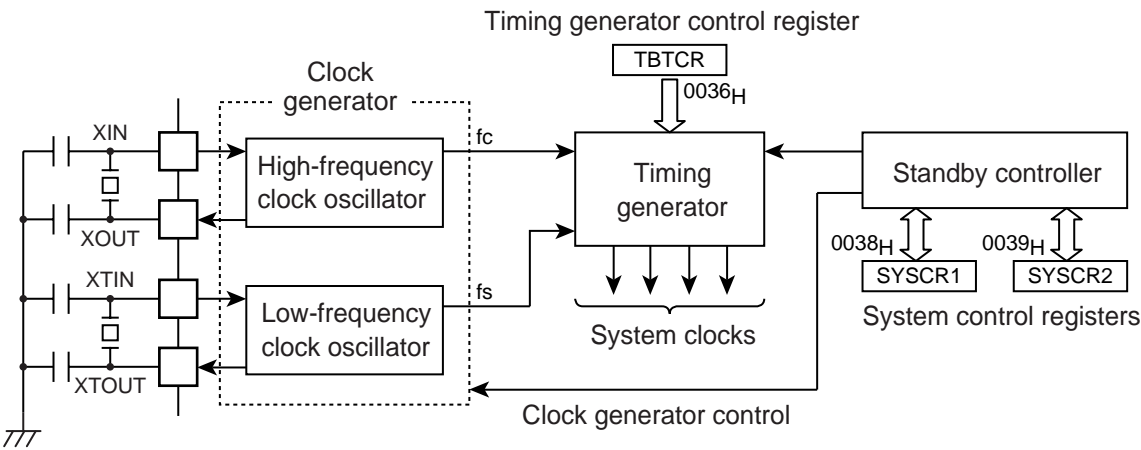 Timing generator control register
TBTCR
0036H
Clock
generator
XIN
High-frequency
clock oscillator
fc
Timing
generator
Standby controller
XOUT
0038H
0039H
XTIN
SYSCR1
SYSCR2
Low-frequency
clock oscillator
fs
System control registers
System clocks
XTOUT
Clock generator control